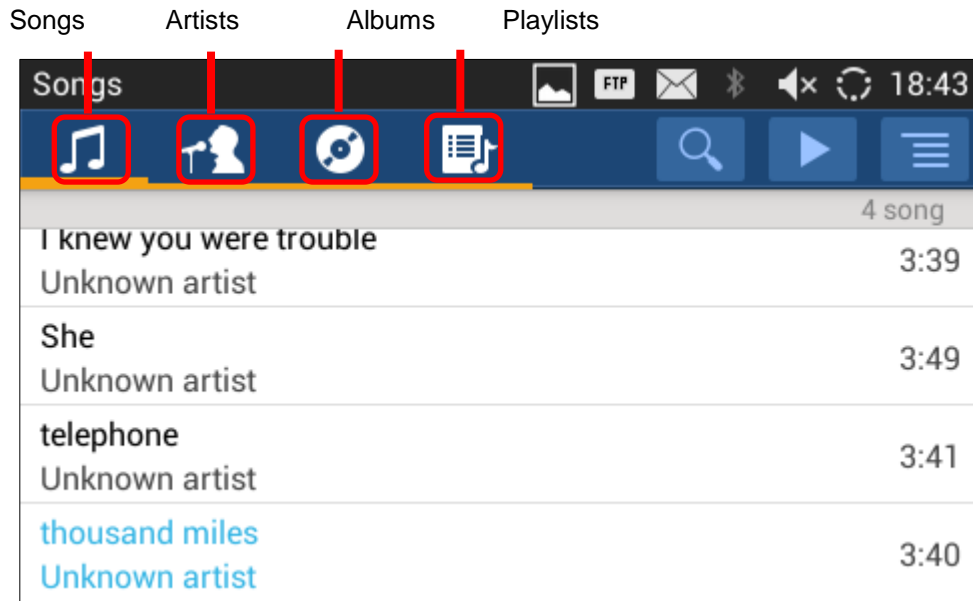 Songs Artists Albums Playlists
Songs FTP 18:43
4 song
I knew you were trouble
3:39
Unknown artist
She
3:49
Unknown artist
telephone
3:41
Unknown artist
thousand miles
3:40
Unknown artist